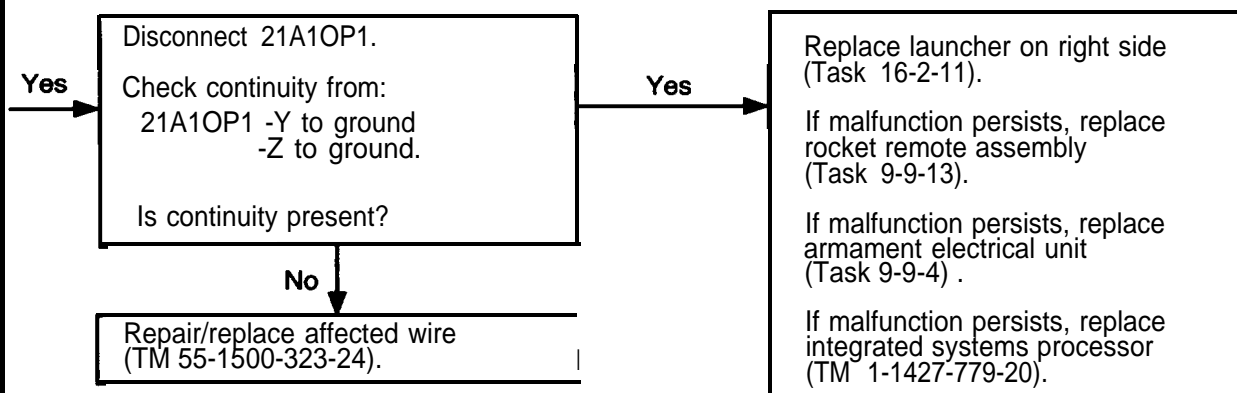 Yes
Disconnect 21A1OP1.
Check continuity from:
21A1OP1 -Y to ground
-Z to ground.
Is continuity present?
Yes
No
Repair/replace affected wire
(TM 55-1500-323-24).
Replace launcher on right side
(Task 16-2-11).
If malfunction persists, replace
rocket remote assembly
(Task 9-9-13).
If malfunction persists, replace
armament electrical unit
(Task 9-9-4) .
If malfunction persists, replace
integrated systems processor
(TM 1-1427-779-20).